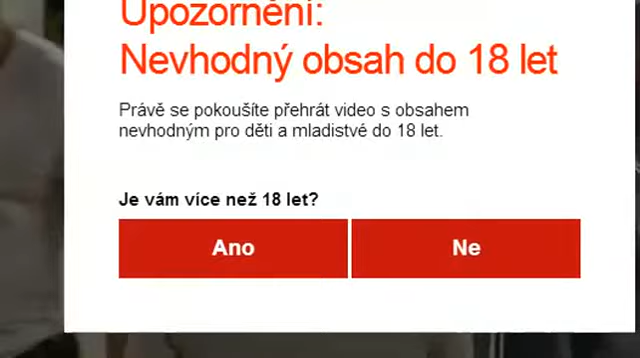 Upozornění:
Nevhodný obsah do 18 let
Právě se pokoušíte přehrát video s obsahem
nevhodným pro děti a mladistvé do 18 let.
Je vám více než 18 let?
Ano Ne